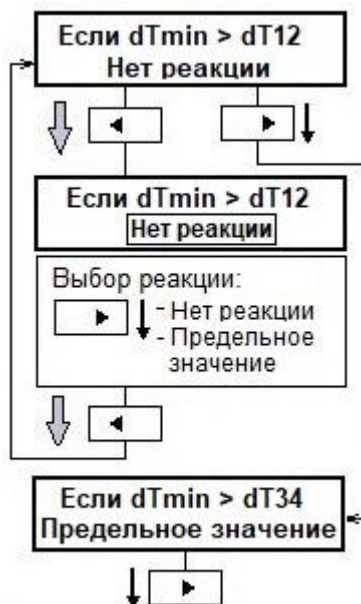 Если dTmin > dT12
Нет реакции
Если dTmin > dT12
Нет реакции
Выбор реакции:
- Нет реакции
- Предельное
значение
Если dTmin > dT34
Предельное значение